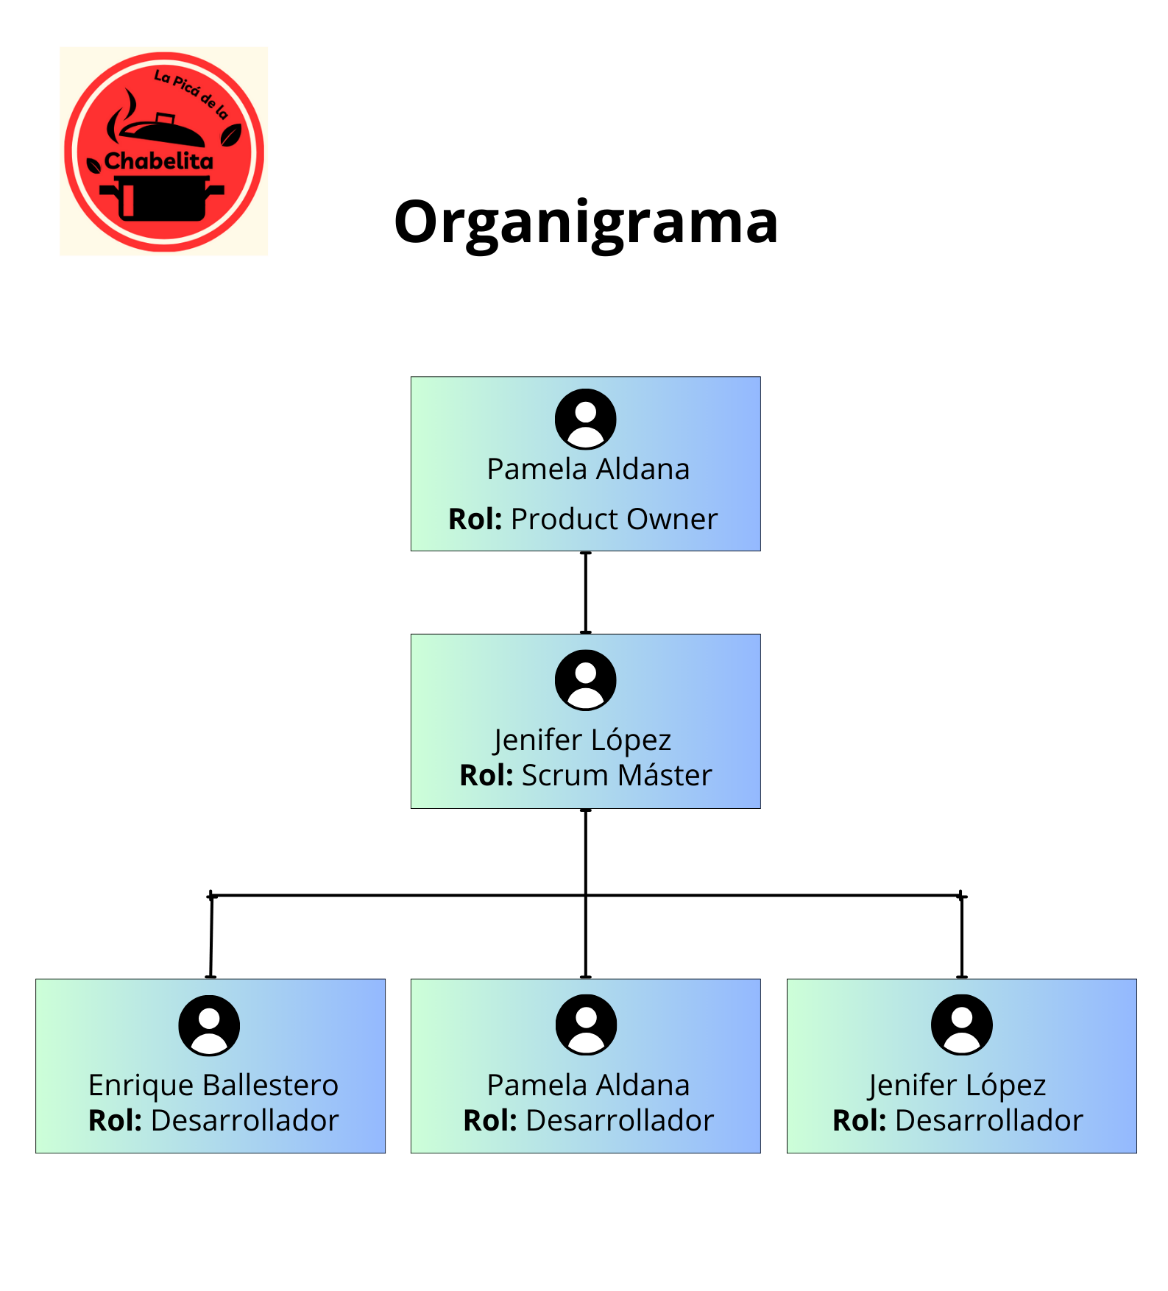 La Picá de la
Chabelita
Organigrama
Pamela Aldana
Rol: Product Owner
Jenifer López
Rol: Scrum Máster
Enrique Ballestero
Rol: Desarrollador
Pamela Aldana
Rol: Desarrollador
Jenifer López
Rol: Desarrollador